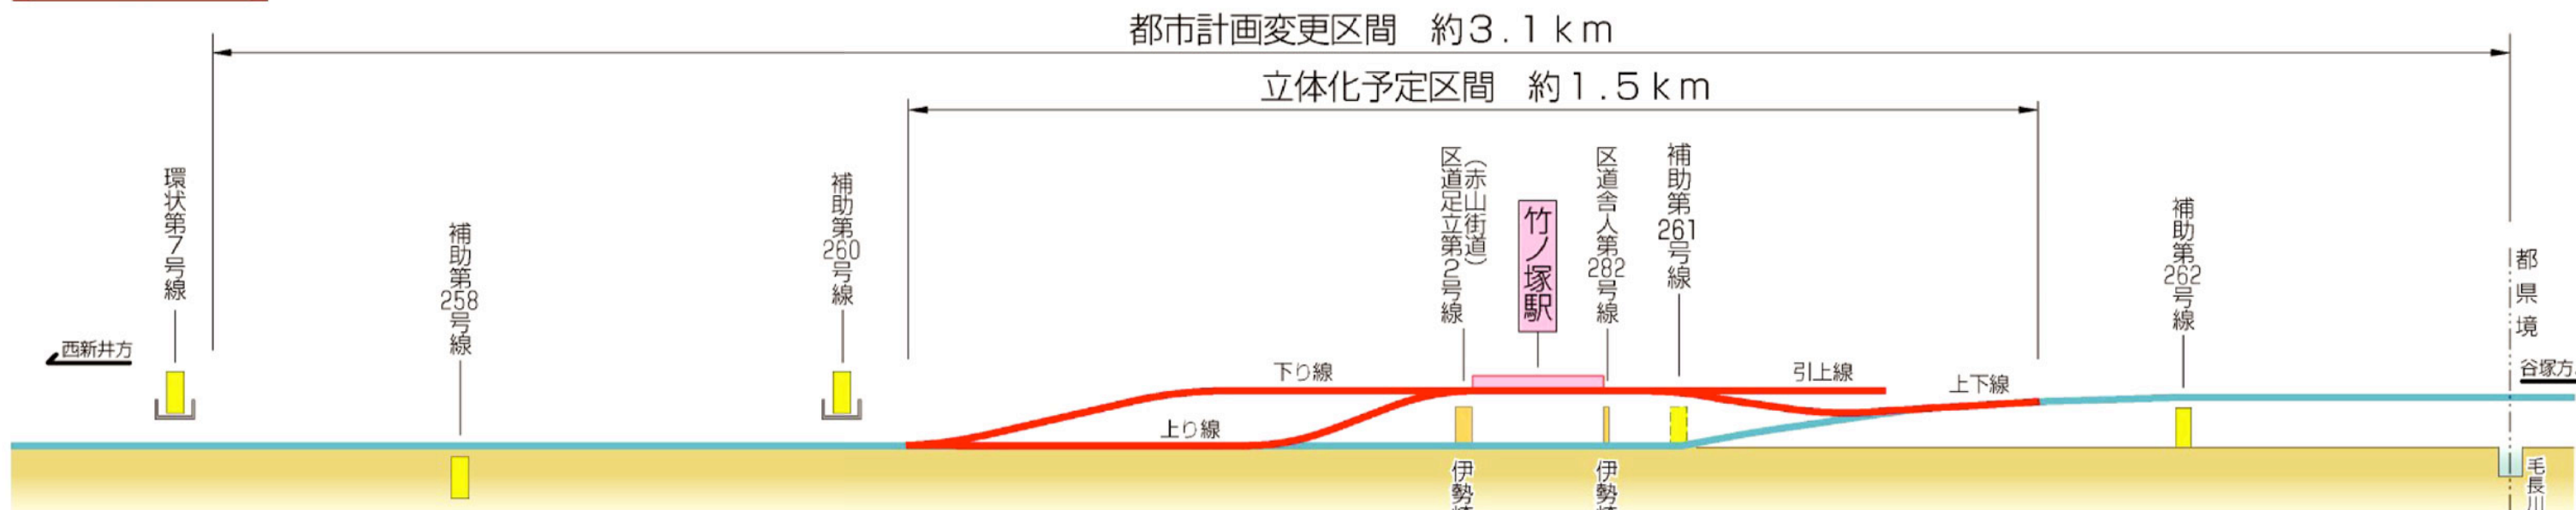 都市計画変更区間　約3.1km
立体化予定区間　約1.5km
環状第7号線
補助第258号線
補助第260号線
区道足立第2号線
(赤山街道)
竹ノ塚駅
区道舎人第282号線
補助第261号線
補助第262号線
都県境
西新井方
下り線
上り線
引上線
上下線
谷塚方
伊勢
伊勢
毛長川